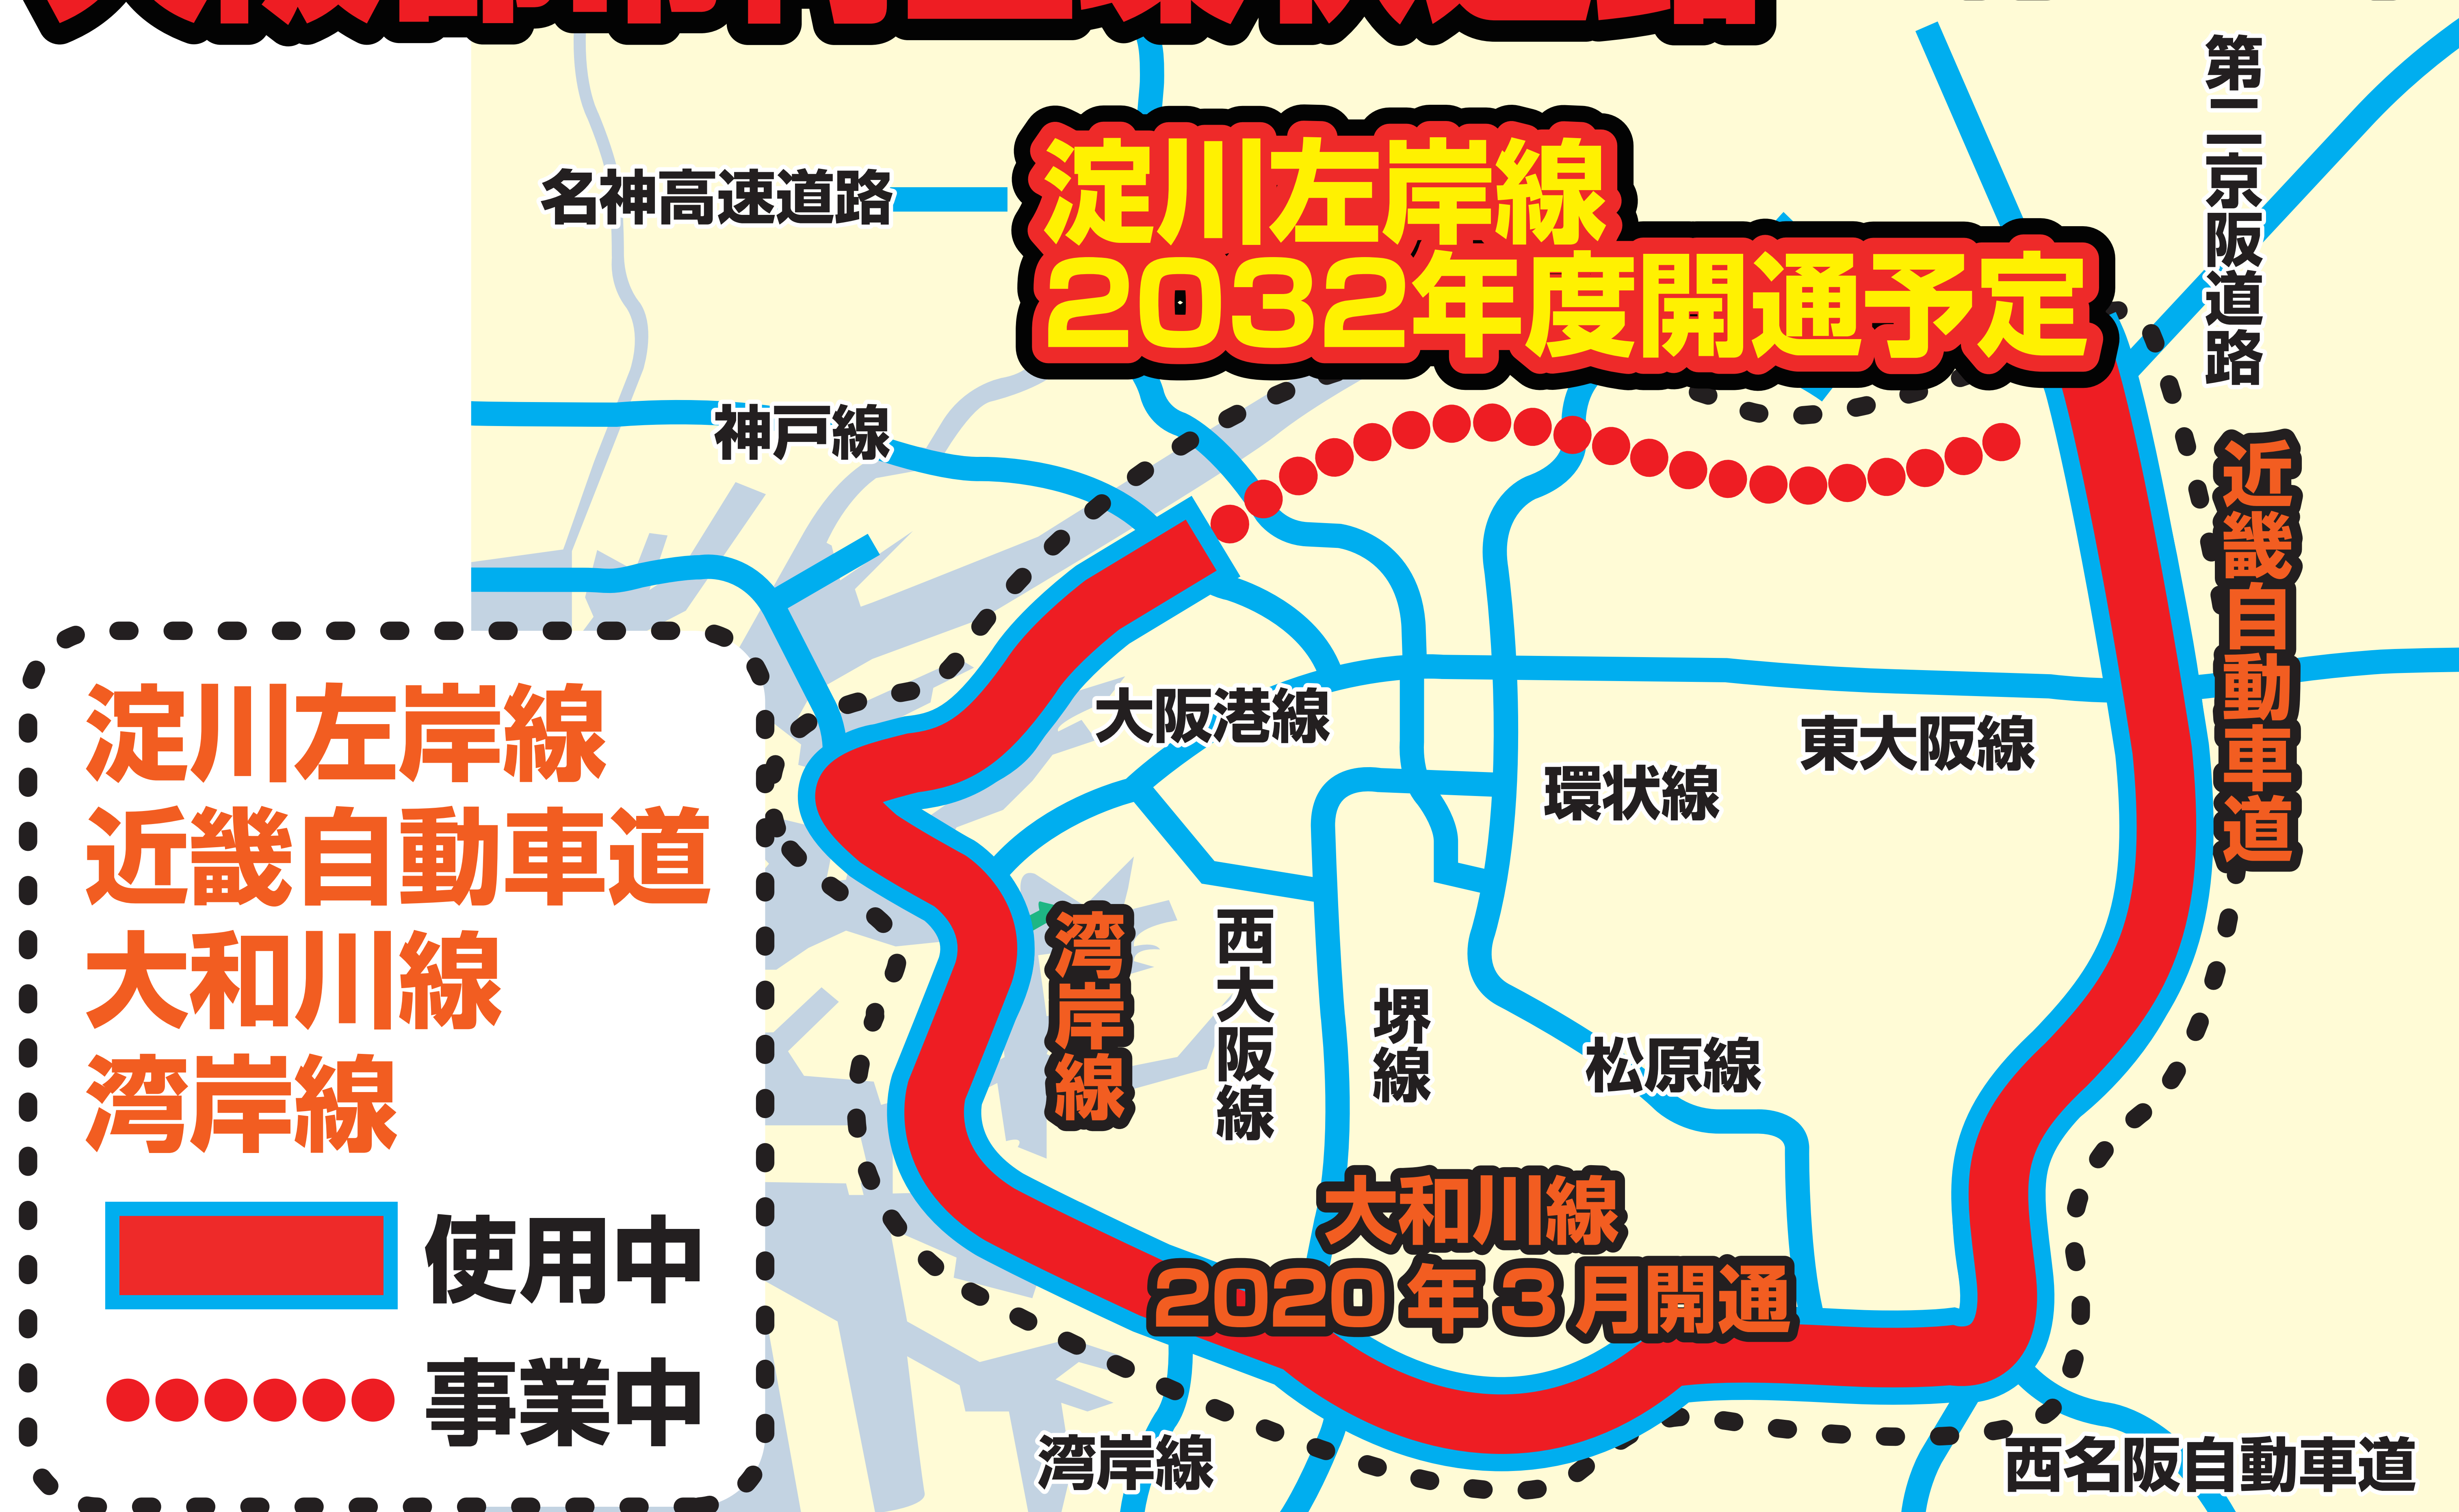 淀川左岸線
2032年度開通予定
第二京阪道路
名神高速道路
神戸線
近畿自動車道
大阪港線
東大阪線
環状線
湾岸線
西大阪線
堺線
松原線
大和川線
2020年3月開通
湾岸線
西名阪自動車道
淀川左岸線
近畿自動車道
大和川線
湾岸線
使用中
事業中